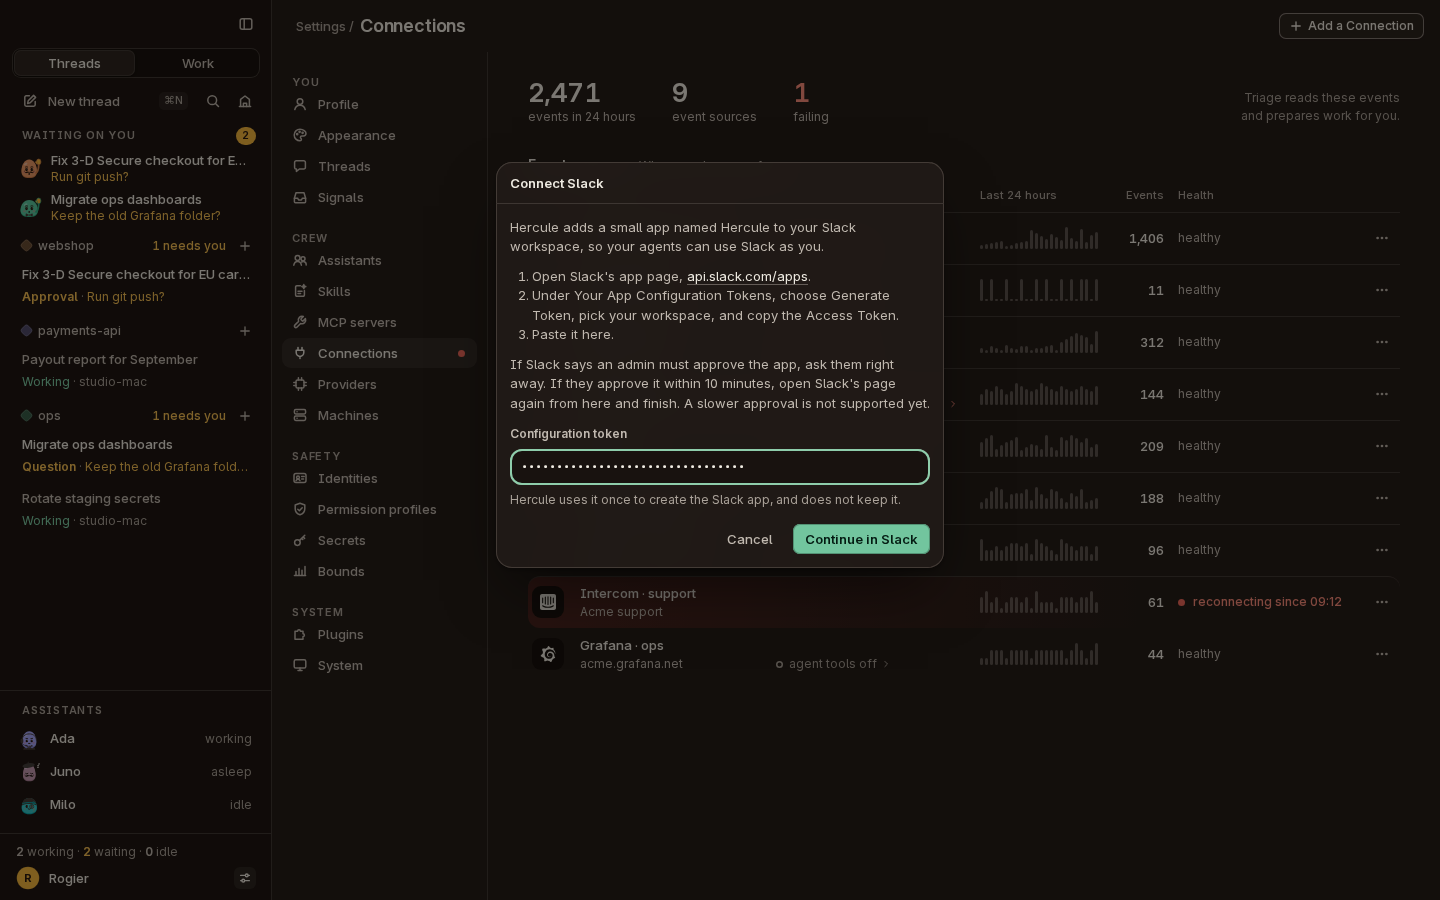 Threads
Work
New thread
⌘N
WAITING ON YOU
2
Fix 3-D Secure checkout for E...
Run git push?
Migrate ops dashboards
Keep the old Grafana folder?
webshop
1 needs you
Fix 3-D Secure checkout for EU car...
Approval · Run git push?
payments-api
Payout report for September
Working · studio-mac
ops
1 needs you
Migrate ops dashboards
Question · Keep the old Grafana fold...
Rotate staging secrets
Working · studio-mac
ASSISTANTS
Ada
working
Juno
asleep
Milo
idle
2 working · 2 waiting · 0 idle
R
Rogier
Settings / Connections
Add a Connection
YOU
Profile
Appearance
Threads
Signals
CREW
Assistants
Skills
MCP servers
Connections
Providers
Machines
SAFETY
Identities
Permission profiles
Secrets
Bounds
SYSTEM
Plugins
System
2,471
events in 24 hours
9
event sources
1
failing
Triage reads these events
and prepares work for you.
Last 24 hours
Events
Health
1,406
healthy
11
healthy
312
healthy
144
healthy
209
healthy
188
healthy
96
healthy
Connect Slack
Hercule adds a small app named Hercule to your Slack
workspace, so your agents can use Slack as you.
1. Open Slack's app page, api.slack.com/apps.
2. Under Your App Configuration Tokens, choose Generate
Token, pick your workspace, and copy the Access Token.
3. Paste it here.
If Slack says an admin must approve the app, ask them right
away. If they approve it within 10 minutes, open Slack's page
again from here and finish. A slower approval is not supported yet.
Configuration token
Hercule uses it once to create the Slack app, and does not keep it.
Cancel
Continue in Slack
Intercom · support
Acme support
61
reconnecting since 09:12
Grafana · ops
acme.grafana.net
agent tools off
44
healthy